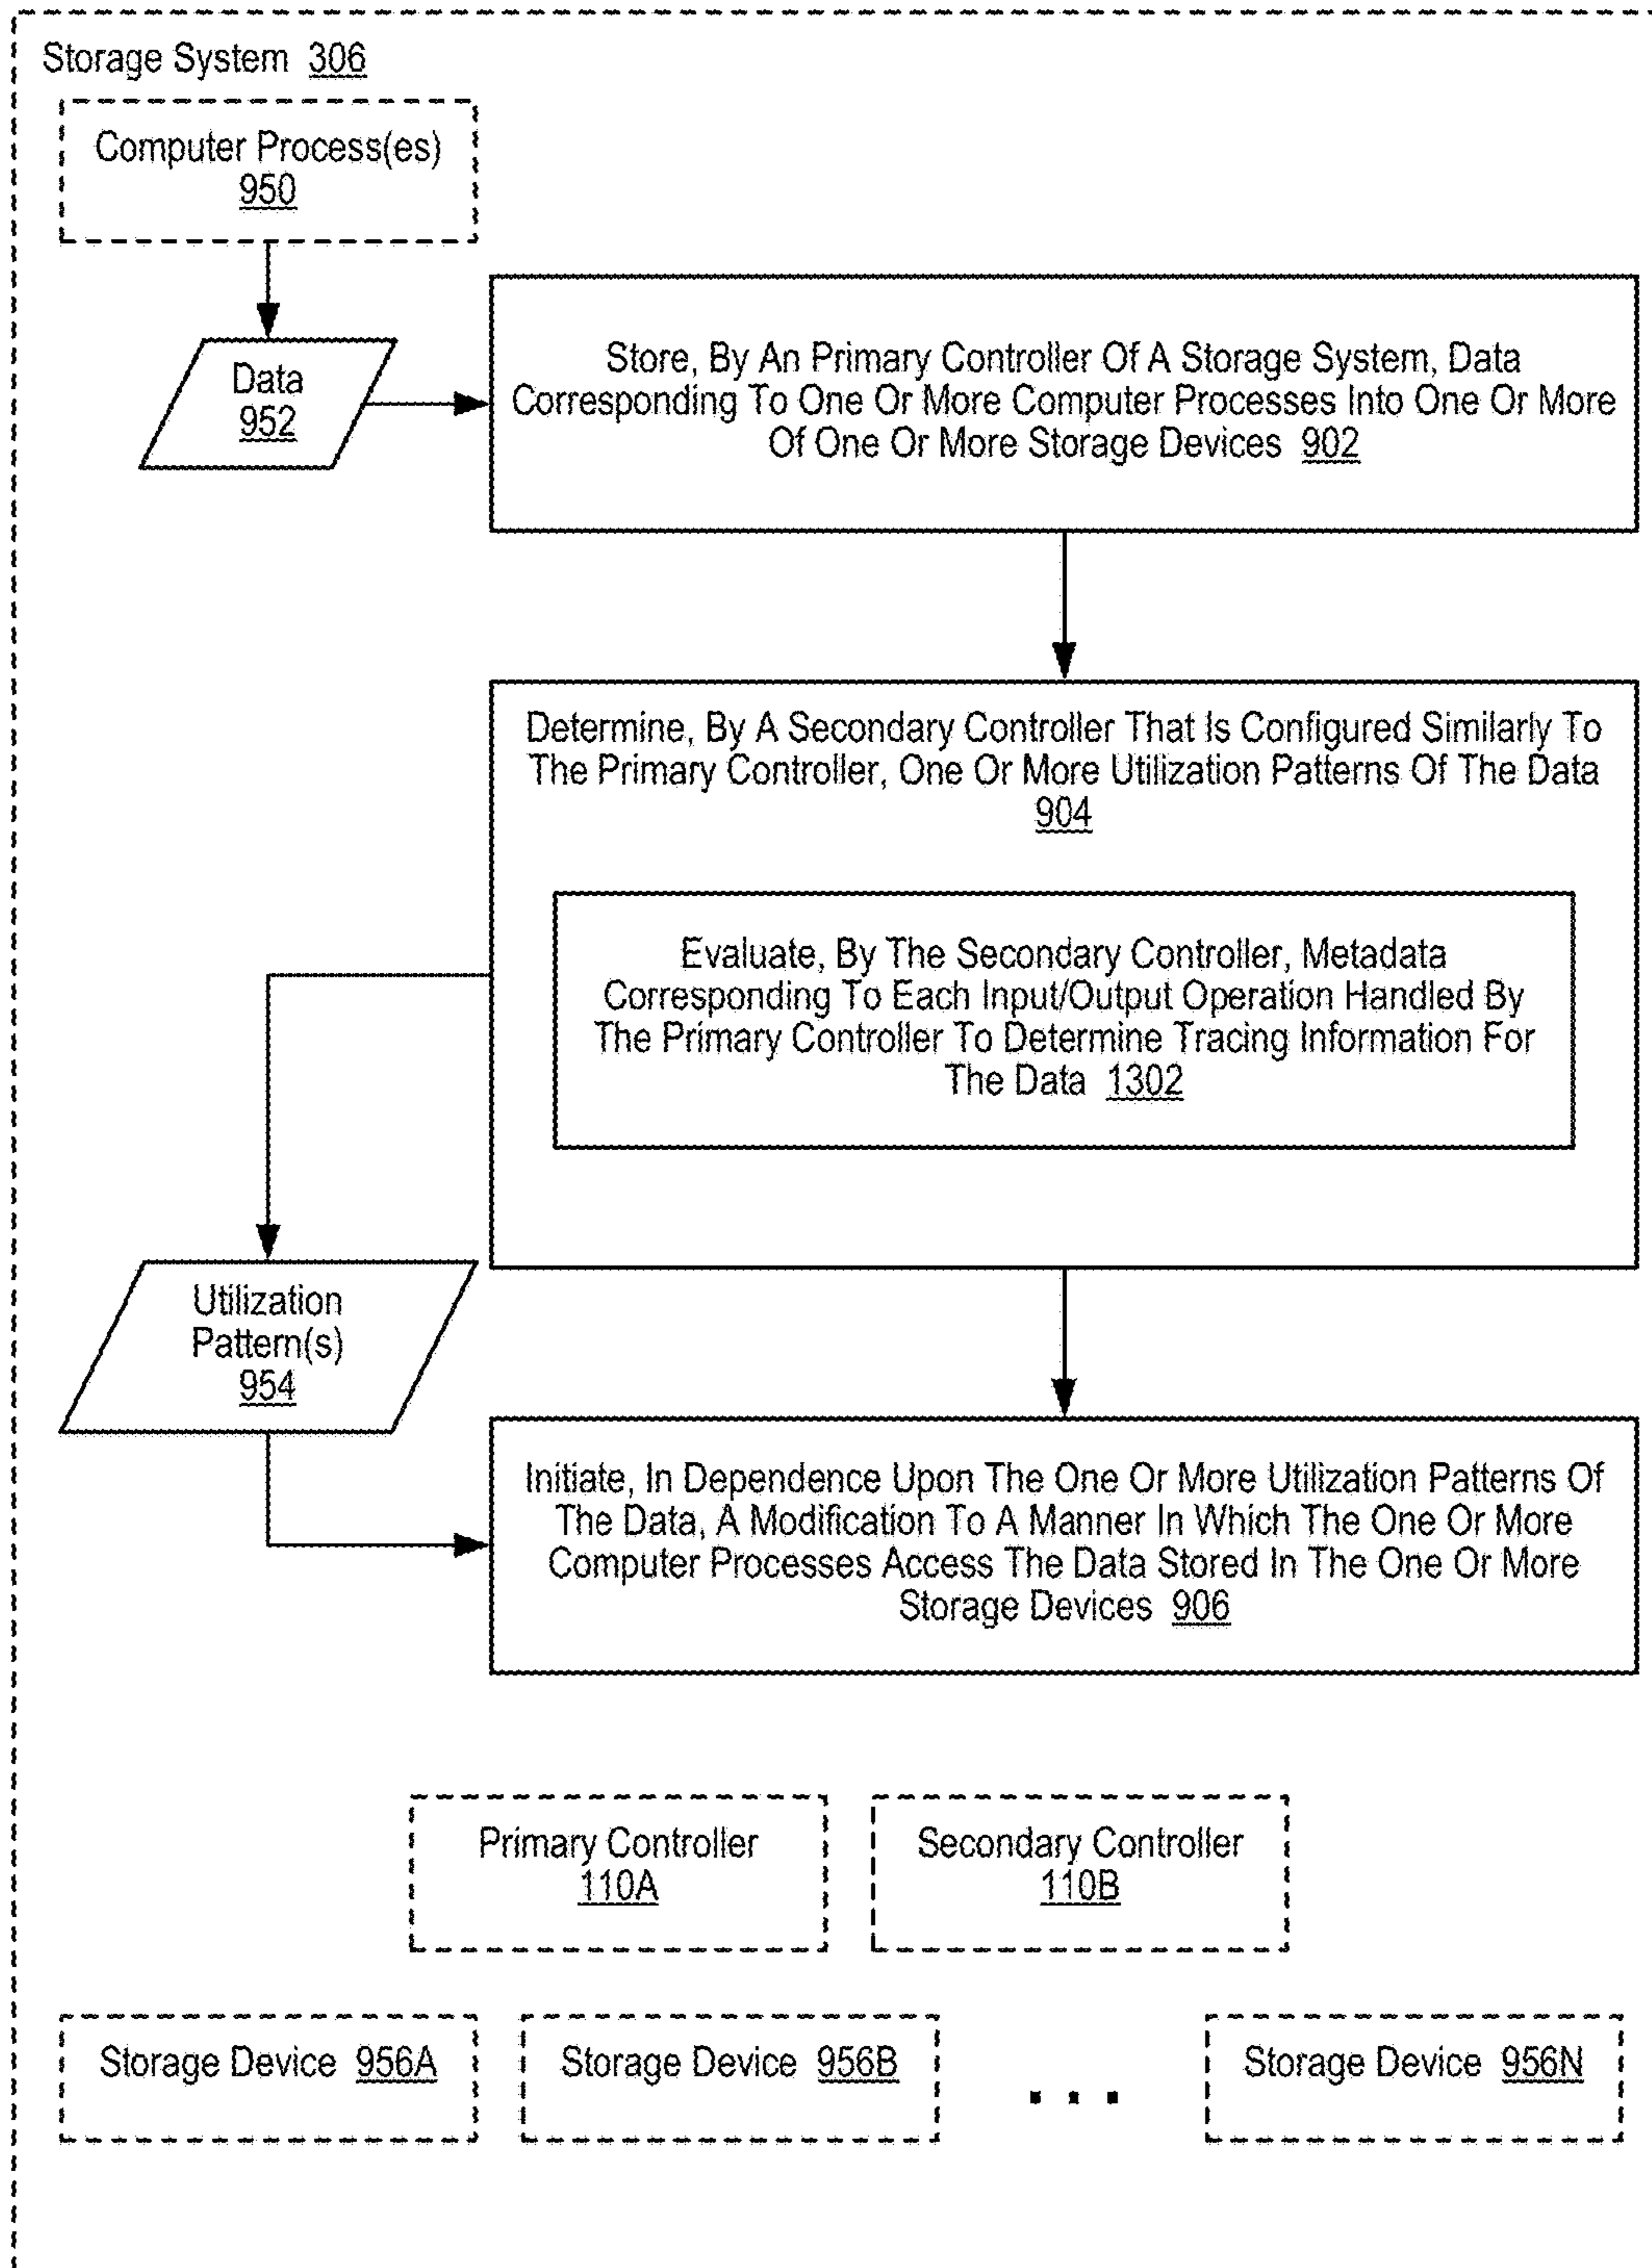 Storage System 306
Computer Process(es)
950
Data
952
Store, By An Primary Controller Of A Storage System, Data
Corresponding To One Or More Computer Processes Into One Or More
Of One Or More Storage Devices 902
Determine, By A Secondary Controller That Is Configured Similarly To
The Primary Controller, One Or More Utilization Patterns Of The Data
904
Evaluate, By The Secondary Controller, Metadata
Corresponding To Each Input/Output Operation Handled By
The Primary Controller To Determine Tracing Information For
The Data 1302
Utilization
Pattern(s)
954
Initiate, In Dependence Upon The One Or More Utilization Patterns Of
The Data, A Modification To A Manner In Which The One Or More
Computer Processes Access The Data Stored In The One Or More
Storage Devices 906
Primary Controller
110A
Secondary Controller
110B
Storage Device 956A
Storage Device 956B
. . .
Storage Device 956N